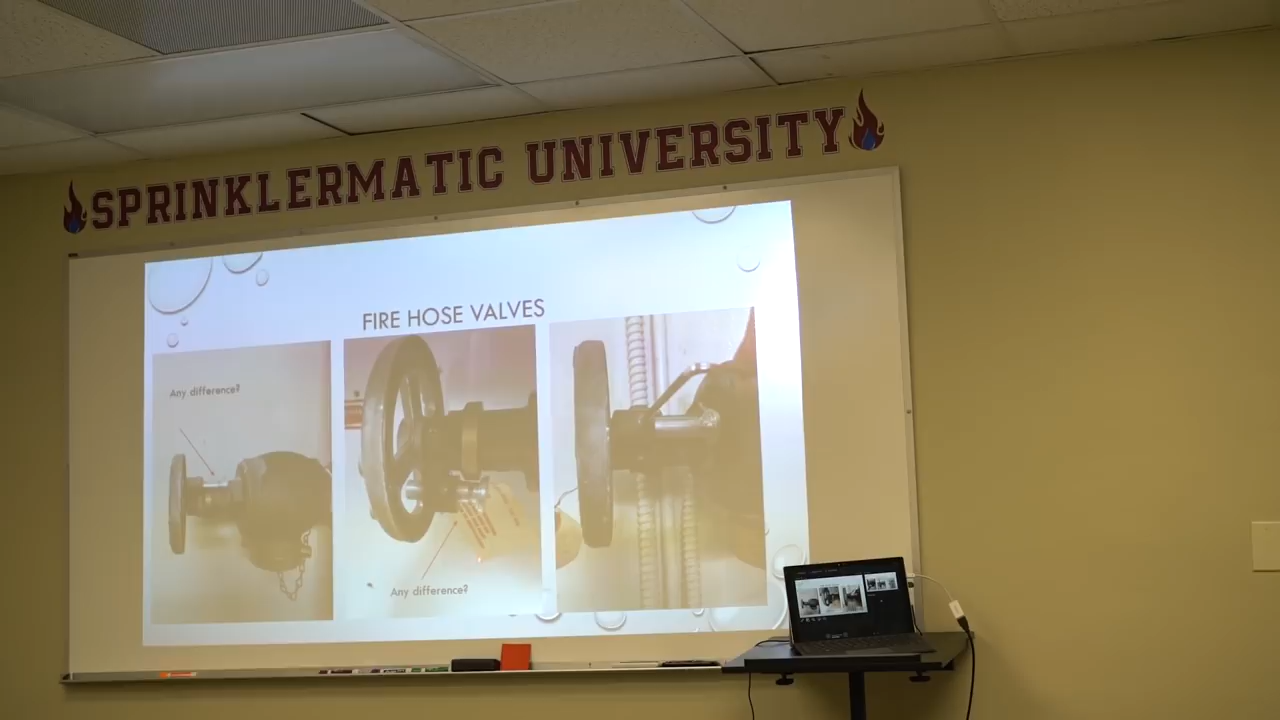 SPRINKLERMATIC UNIVERSITY
FIRE HOSE VALVES
Any difference?
Any difference?